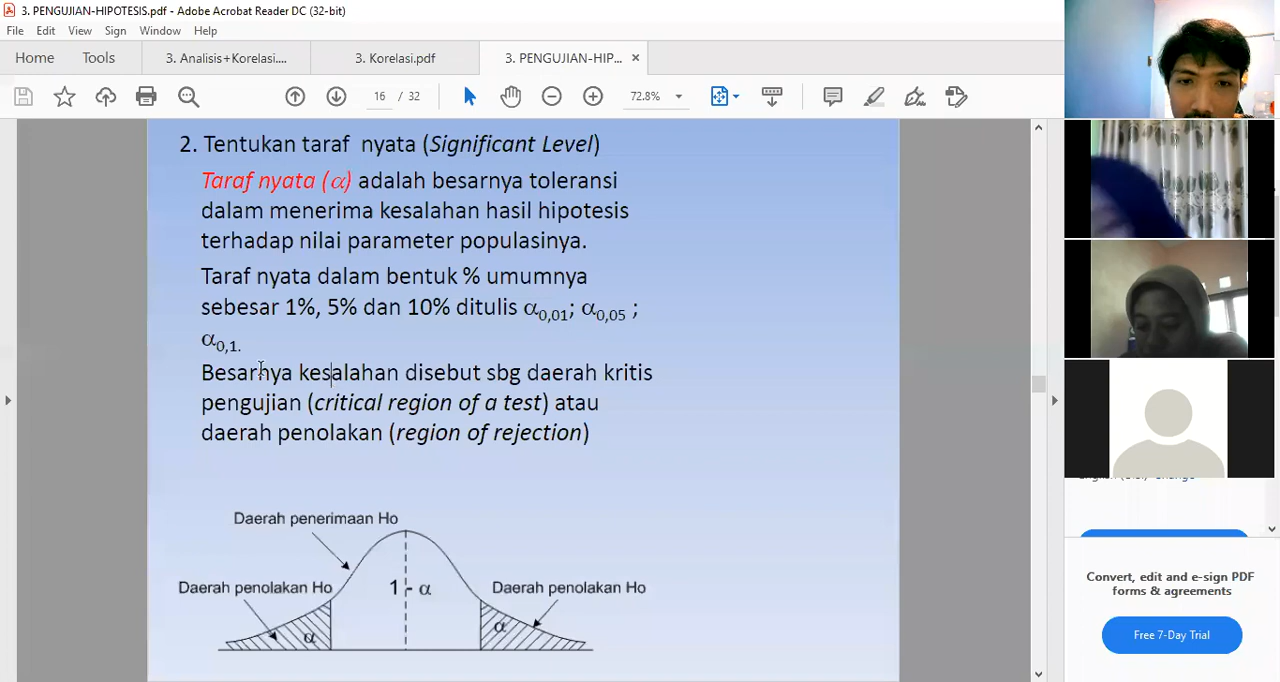 3. PENGUJIAN-HIPOTESIS.pdf - Adobe Acrobat Reader DC (32-bit)
File Edit View Sign Window Help
Home Tools 3. Analisis+Korelasi.... 3. Korelasi.pdf 3. PENGUJIAN-HIP... ×
16 / 32 72.8%
2. Tentukan taraf nyata (Significant Level)
Taraf nyata (α) adalah besarnya toleransi
dalam menerima kesalahan hasil hipotesis
terhadap nilai parameter populasinya.
Taraf nyata dalam bentuk % umumnya
sebesar 1%, 5% dan 10% ditulis α0,01; α0,05 ;
α0,1.
Besarnya kesalahan disebut sbg daerah kritis
pengujian (critical region of a test) atau
daerah penolakan (region of rejection)
Daerah penerimaan Ho
Daerah penolakan Ho 1 - α Daerah penolakan Ho
α α
Convert, edit and e-sign PDF
forms & agreements
Free 7-Day Trial